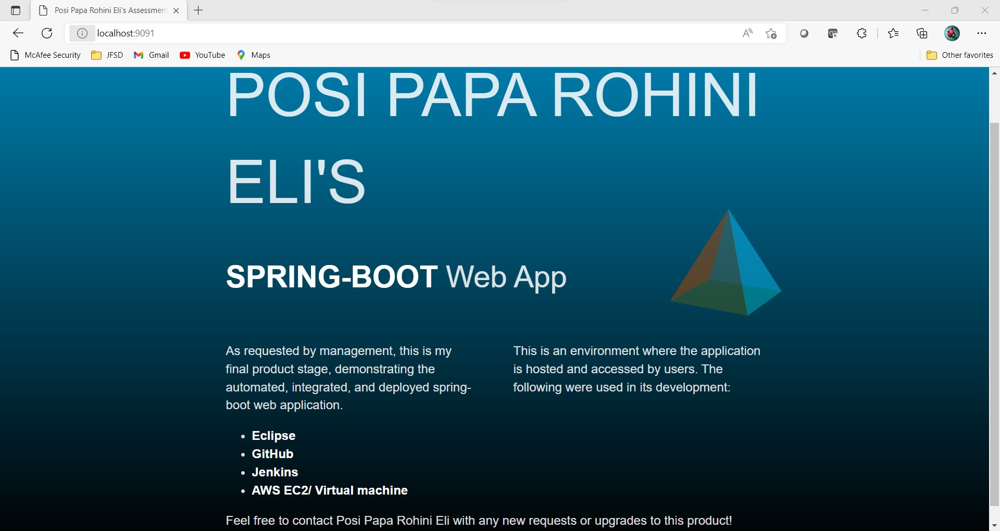 Posi Papa Rohini Eli's Assessmen
localhost:9091
McAfee Security
JFSD
Gmail
YouTube
Maps
Other favorites
POSI PAPA ROHINI
ELI'S
SPRING-BOOT Web App
As requested by management, this is my
final product stage, demonstrating the
automated, integrated, and deployed spring-
boot web application.
This is an environment where the application
is hosted and accessed by users. The
following were used in its development:
• Eclipse
• GitHub
• Jenkins
• AWS EC2/ Virtual machine
Feel free to contact Posi Papa Rohini Eli with any new requests or upgrades to this product!